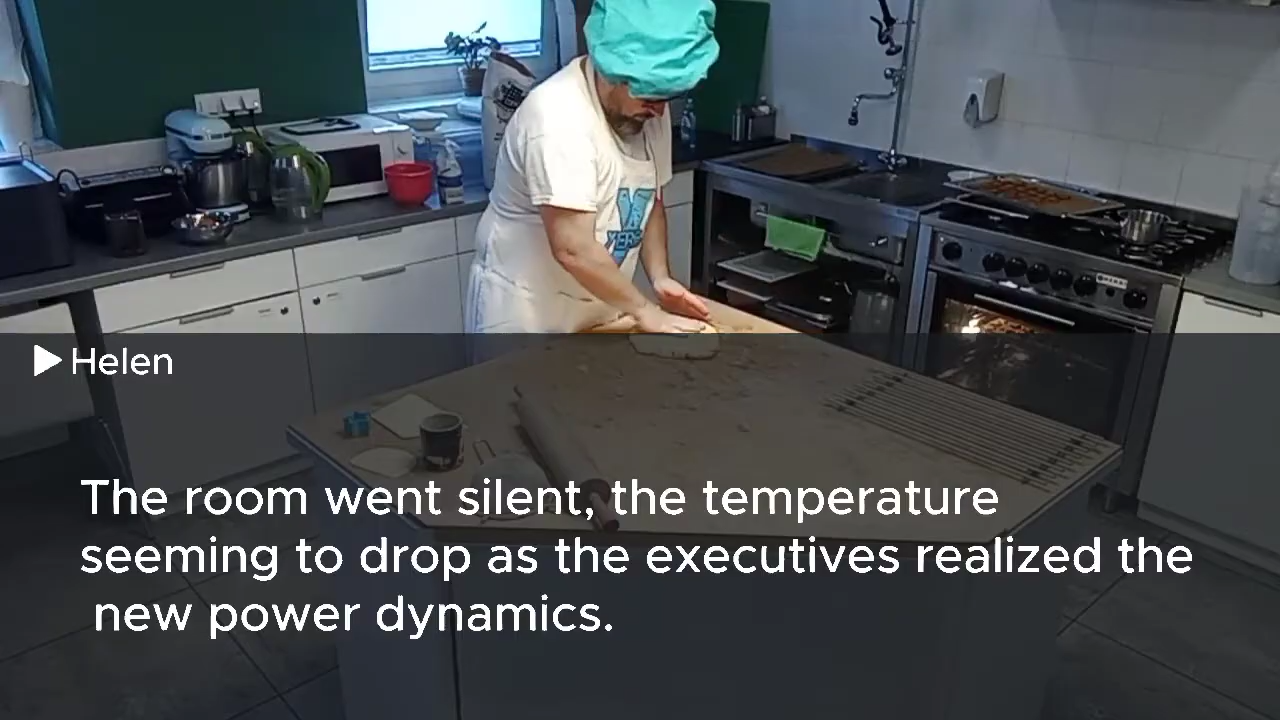 Helen
The room went silent, the temperature
seeming to drop as the executives realized the
new power dynamics.